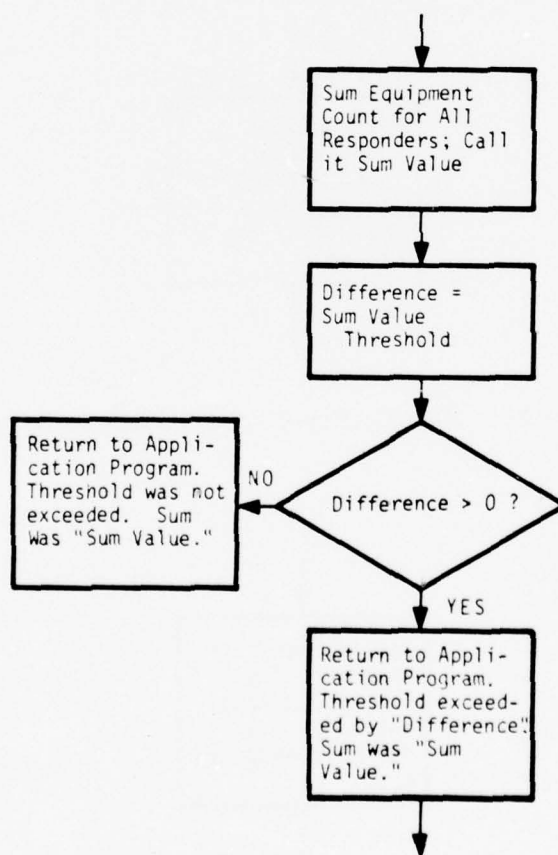 Sum Equipment
Count for All
Responders; Call
it Sum Value
Difference =
Sum Value
Threshold
Difference > 0 ?
NO
Return to Appli-
cation Program.
Threshold was not
exceeded. Sum
Was "Sum Value."
YES
Return to Appli-
cation Program.
Threshold exceed-
ed by "Difference".
Sum was "Sum
Value."